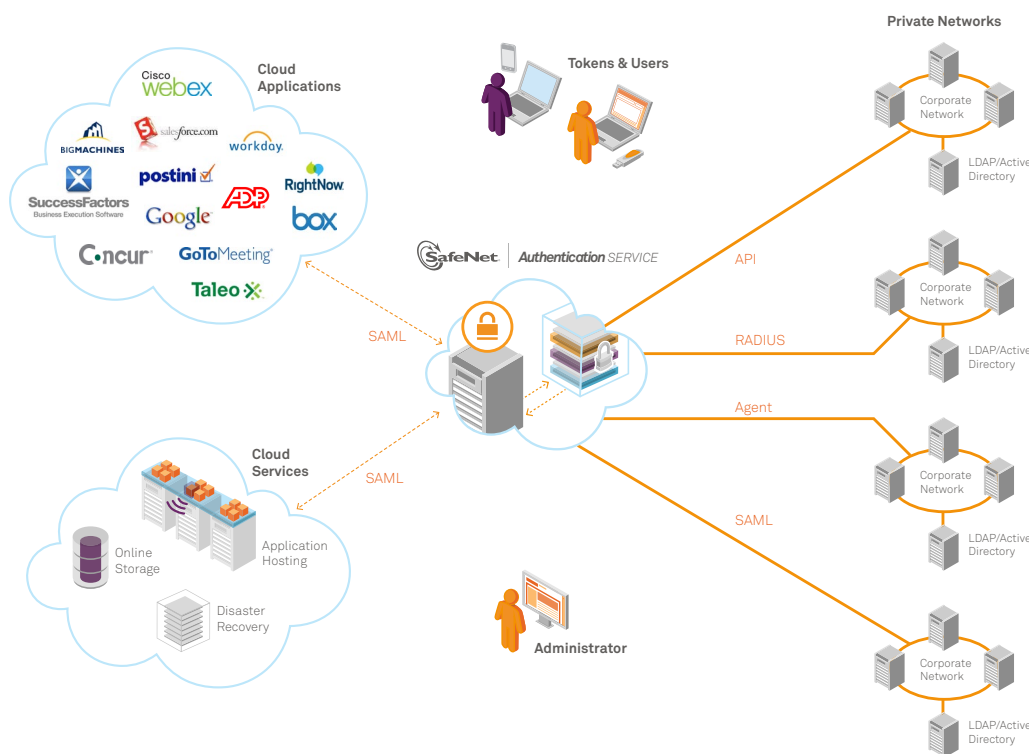 Private Networks
Cloud
Applications
Cisco
webex
BIGMACHINES
salesforce.com
workday.
SuccessFactors
Business Execution Software
postini
ADP
RightNow
Google
box
C•ncur
GoToMeeting
Taleo
Tokens & Users
SafeNet. | Authentication SERVICE
SAML
SAML
Cloud
Services
Online
Storage
Application
Hosting
Disaster
Recovery
Administrator
API
RADIUS
Agent
SAML
Corporate
Network
LDAP/Active
Directory
Corporate
Network
LDAP/Active
Directory
Corporate
Network
LDAP/Active
Directory
Corporate
Network
LDAP/Active
Directory